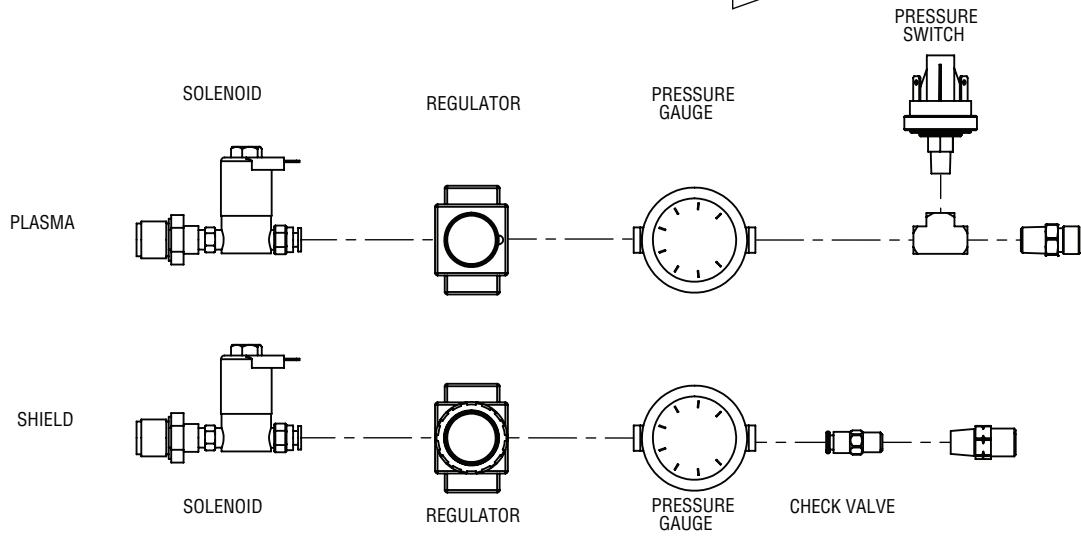 PRESSURE
SWITCH
SOLENOID
REGULATOR
PRESSURE
GAUGE
PLASMA
SHIELD
SOLENOID
REGULATOR
PRESSURE
GAUGE
CHECK VALVE